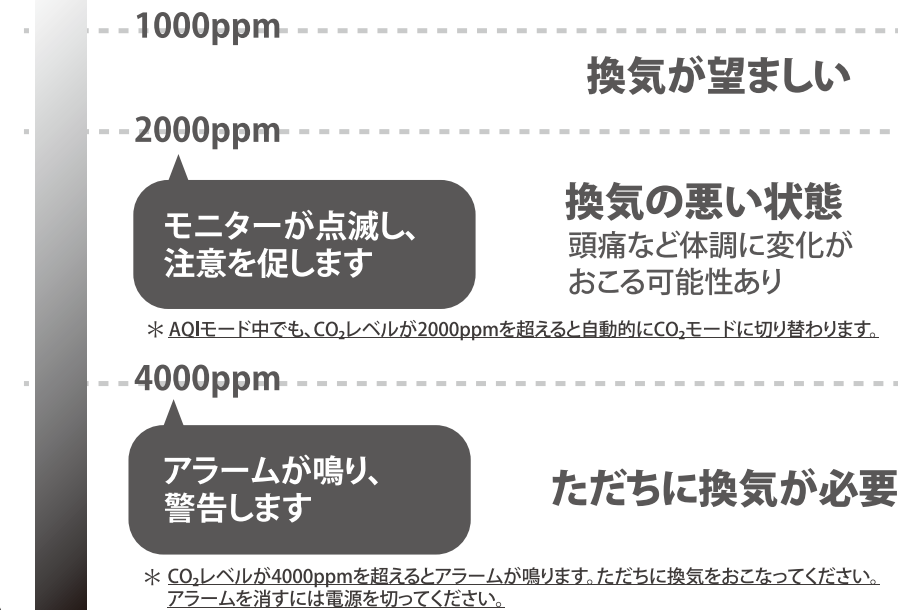 1000ppm
換気が望ましい
2000ppm
モニターが点滅し、
注意を促します
換気の悪い状態
頭痛など体調に変化が
おこる可能性あり
＊ AQIモード中でも、CO₂レベルが2000ppmを超えると自動的にCO₂モードに切り替わります。
4000ppm
アラームが鳴り、
警告します
ただちに換気が必要
＊ CO₂レベルが4000ppmを超えるとアラームが鳴ります。ただちに換気をおこなってください。
アラームを消すには電源を切ってください。